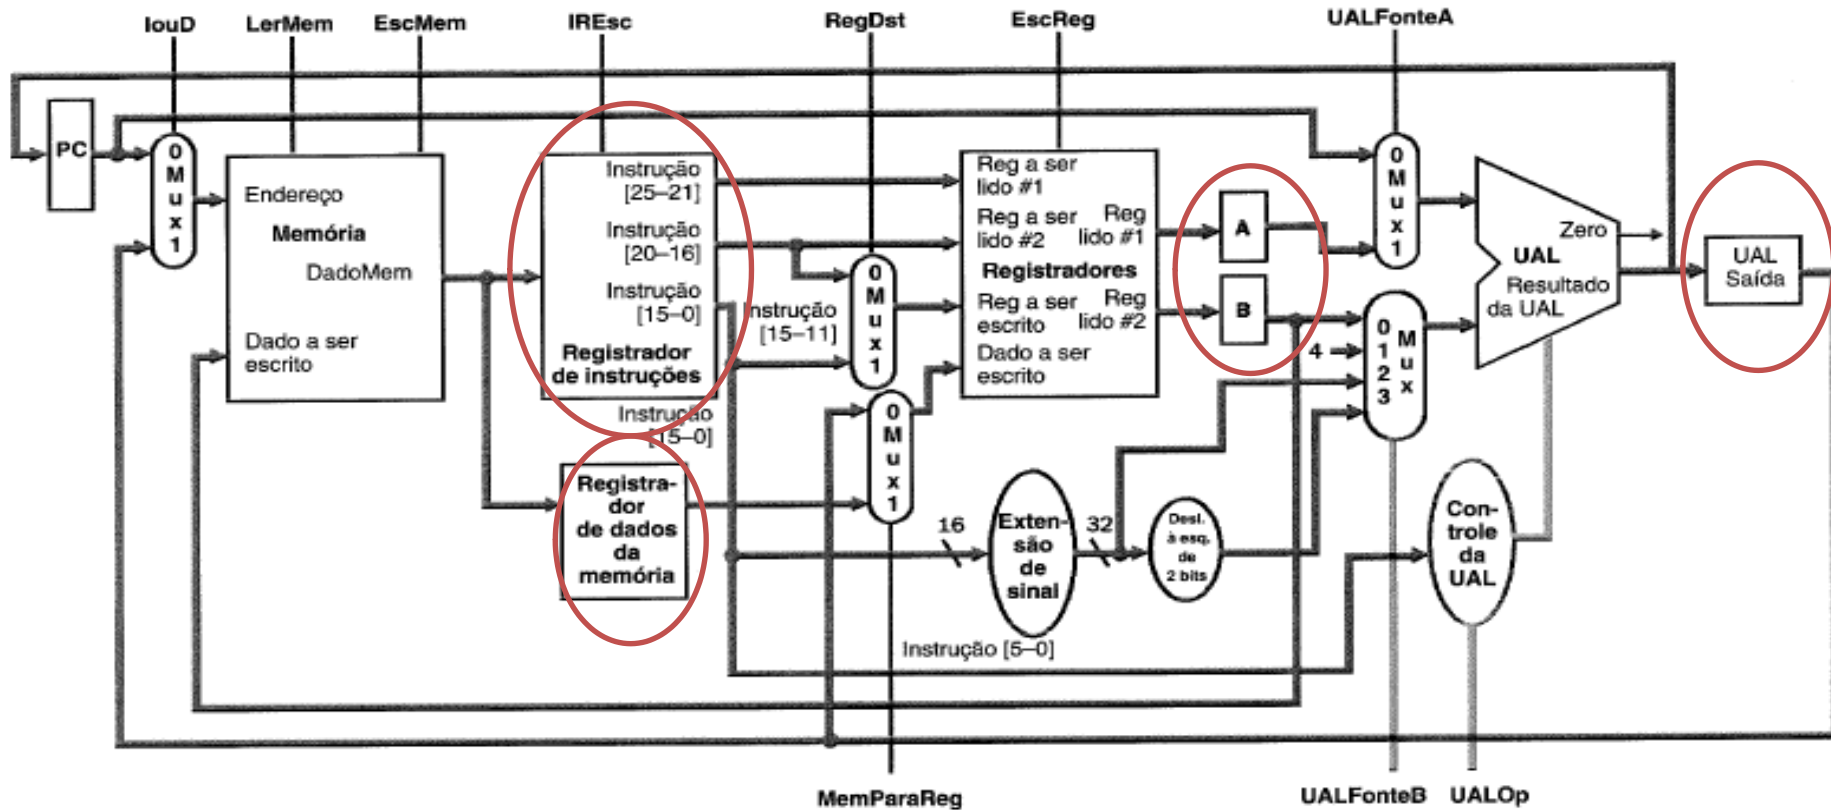 IouD
LerMem
EscMem
IREsc
RegDst
EscReg
UALFonteA
PC
0
M
u
x
1
Endereço
Memória
DadoMem
Dado a ser
escrito
Instrução
[25–21]
Instrução
[20–16]
Instrução
[15–0]
Registrador
de instruções
Instrução
[15–0]
Instrução
[15–11]
0
M
u
x
1
0
M
u
x
1
Registra-
dor
de dados
da
memória
Reg a ser
lido #1
Reg a ser
lido #2
Reg
lido #1
Registradores
Reg a ser
escrito
Reg
lido #2
Dado a ser
escrito
A
B
0
M
u
x
1
4
0
1
2
3
M
u
x
Zero
UAL
Resultado
da UAL
UAL
Saída
16
Exten-
são
de
sinal
32
Desl.
à esq.
de
2 bits
Con-
trole
da
UAL
Instrução [5–0]
MemParaReg
UALFonteB
UALOp